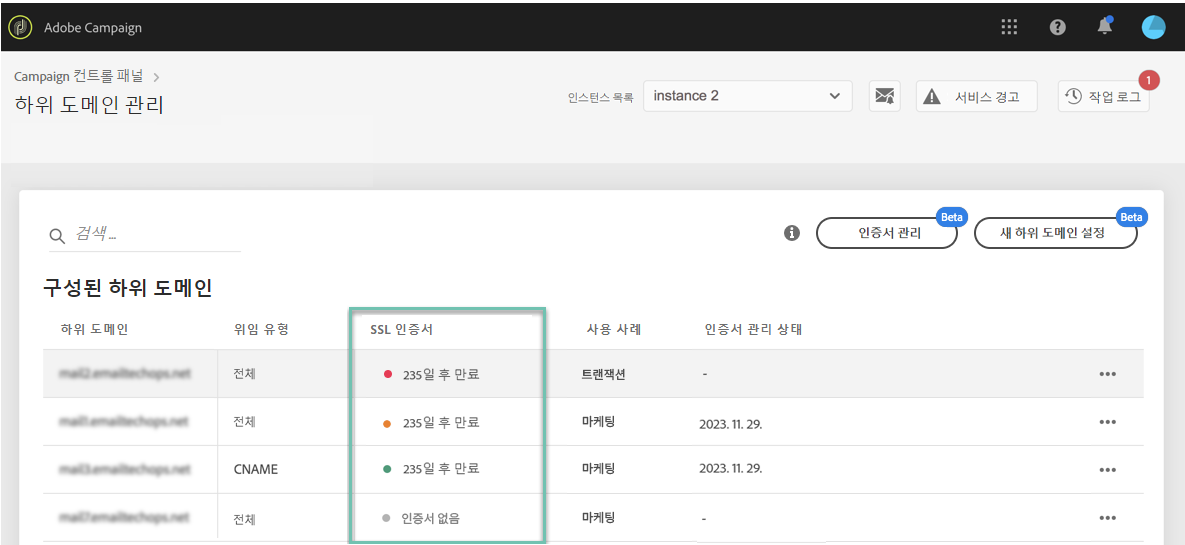 Adobe Campaign
Campaign 컨트롤 패널 >
하위 도메인 관리
인스턴스 목록 instance 2 서비스 경고 작업 로그 1
검색 ...
인증서 관리 Beta 새 하위 도메인 설정 Beta
구성된 하위 도메인
하위 도메인 위임 유형 SSL 인증서 사용 사례 인증서 관리 상태
mail2.emailtechops.net 전체 235일 후 만료 트랜잭션 -
mail1.emailtechops.net 전체 235일 후 만료 마케팅 2023. 11. 29.
mail3.emailtechops.net CNAME 235일 후 만료 마케팅 2023. 11. 29.
mail7.emailtechops.net 전체 인증서 없음 마케팅 -